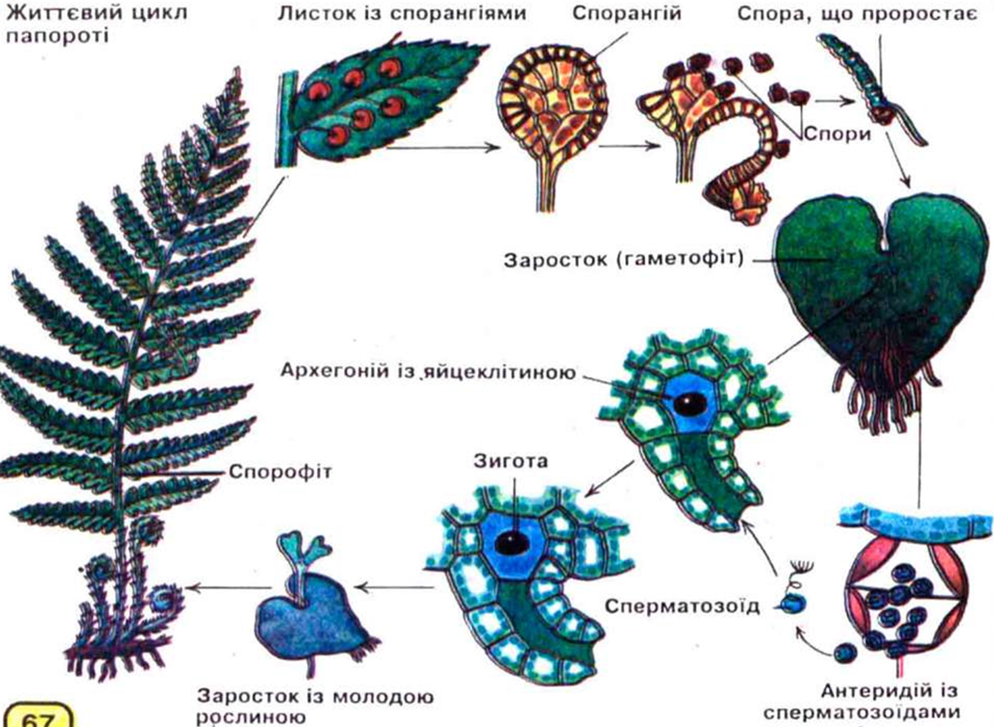 Життєвий цикл
папороті
Листок із спорангіями
Спорангій
Спора, що проростає
Спори
Заросток (гаметофіт)
Архегоній із яйцеклітиною
Спорофіт
Зигота
Сперматозоїд
Заросток із молодою
рослиною
Антеридій із
сперматозоїдами
67